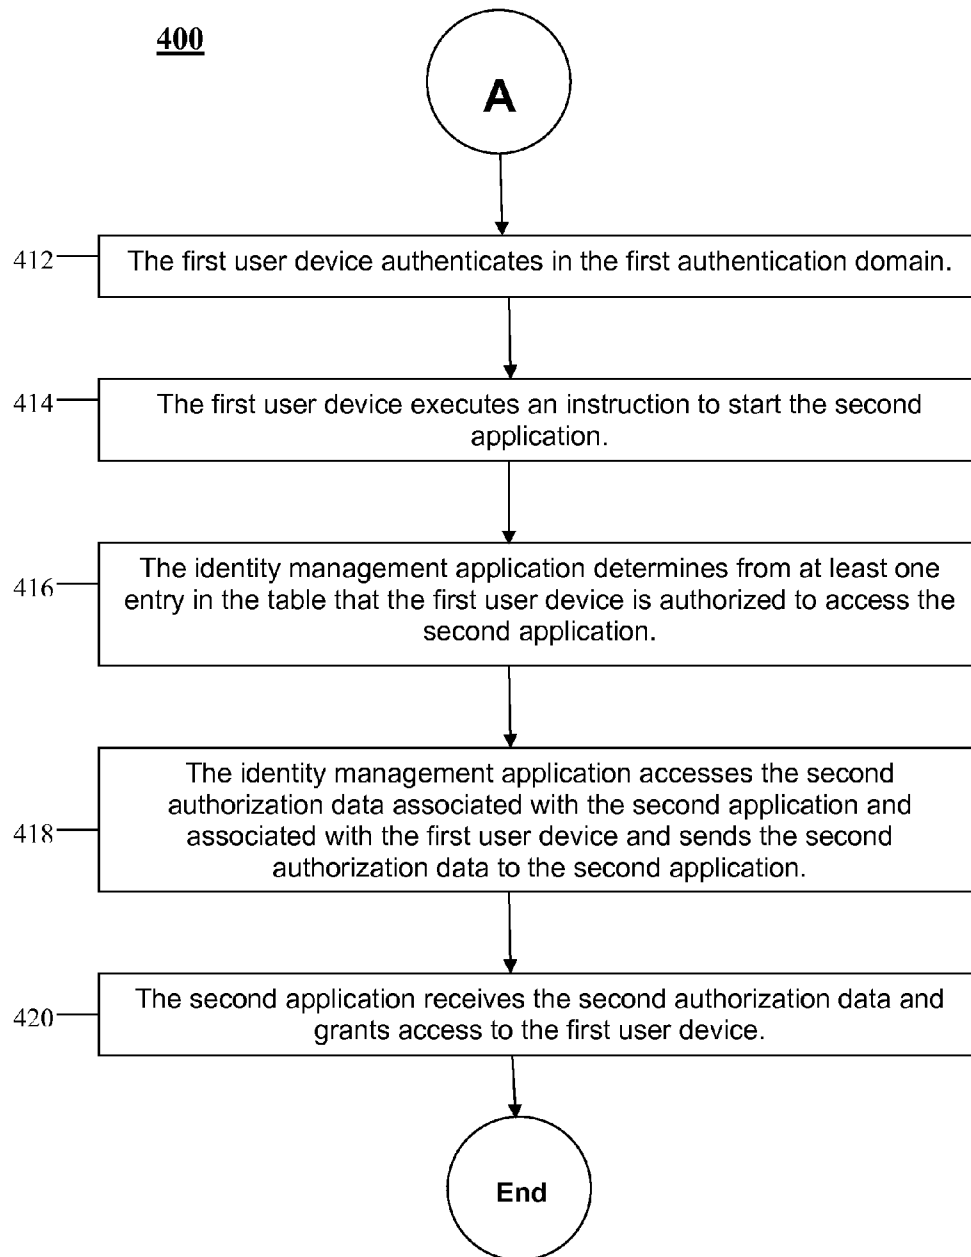 400
A
412
The first user device authenticates in the first authentication domain.
414
The first user device executes an instruction to start the second
application.
416
The identity management application determines from at least one
entry in the table that the first user device is authorized to access the
second application.
418
The identity management application accesses the second
authorization data associated with the second application and
associated with the first user device and sends the second
authorization data to the second application.
420
The second application receives the second authorization data and
grants access to the first user device.
End